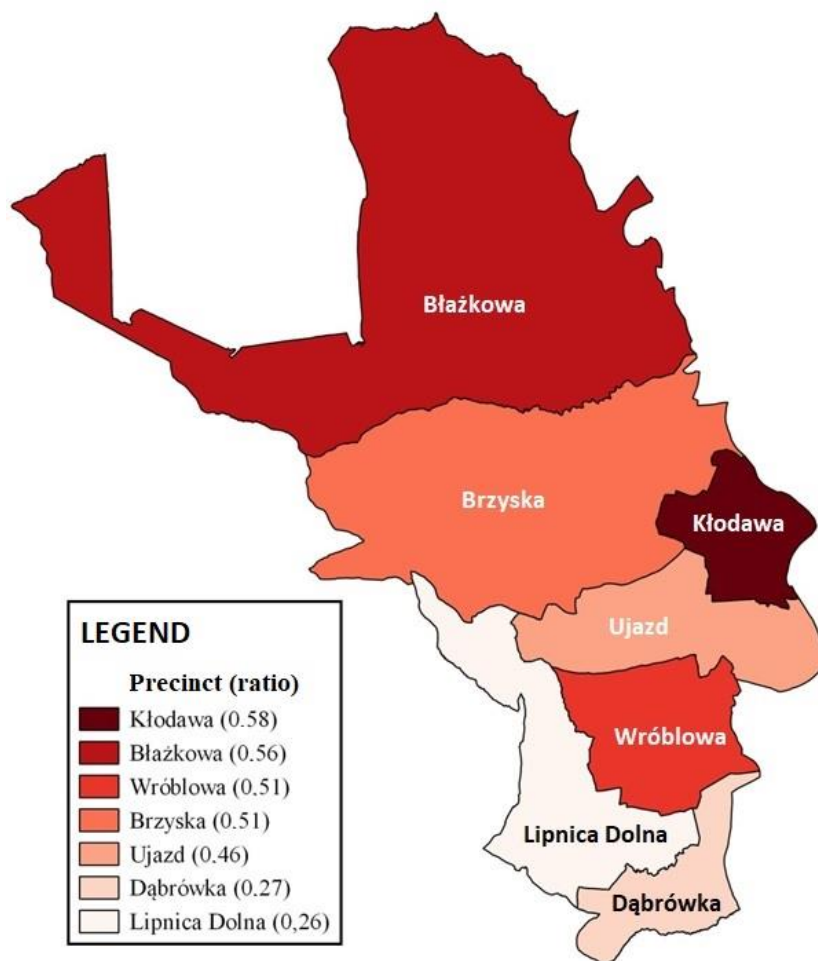 Błażkowa
Brzyska
Kłodawa
Ujazd
Wróblowa
Lipnica Dolna
Dąbrówka
LEGEND
Precinct (ratio)
Kłodawa (0.58)
Błażkowa (0.56)
Wróblowa (0.51)
Brzyska (0.51)
Ujazd (0.46)
Dąbrówka (0.27)
Lipnica Dolna (0,26)